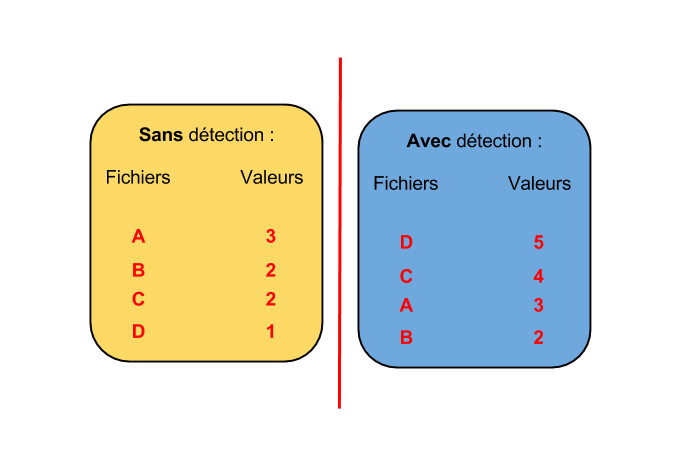 Sans détection :
Fichiers Valeurs
A 3
B 2
C 2
D 1
Avec détection :
Fichiers Valeurs
D 5
C 4
A 3
B 2